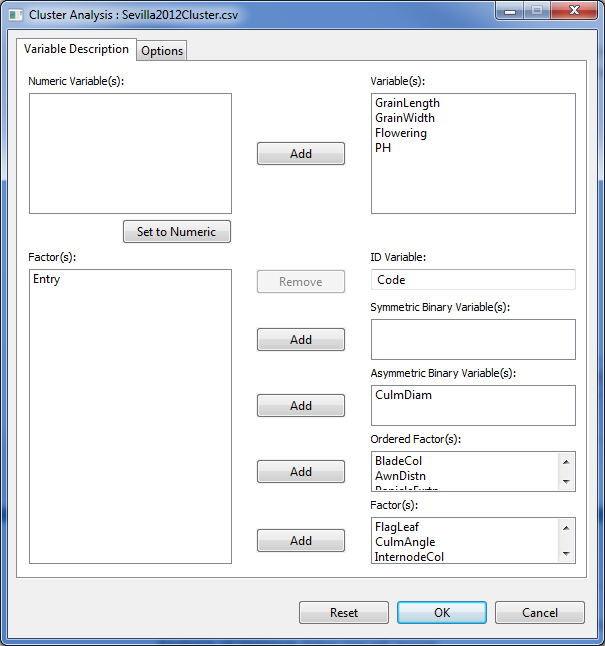 Cluster Analysis : Sevilla2012Cluster.csv
Variable Description
Options
Numeric Variable(s):
Variable(s):
GrainLength
GrainWidth
Flowering
PH
Add
Set to Numeric
Factor(s):
Entry
Remove
ID Variable:
Code
Symmetric Binary Variable(s):
Add
Asymmetric Binary Variable(s):
Add
CulmDiam
Ordered Factor(s):
Add
BladeCol
AwnDistn
Factor(s):
Add
FlagLeaf
CulmAngle
InternodeCol
Reset
OK
Cancel